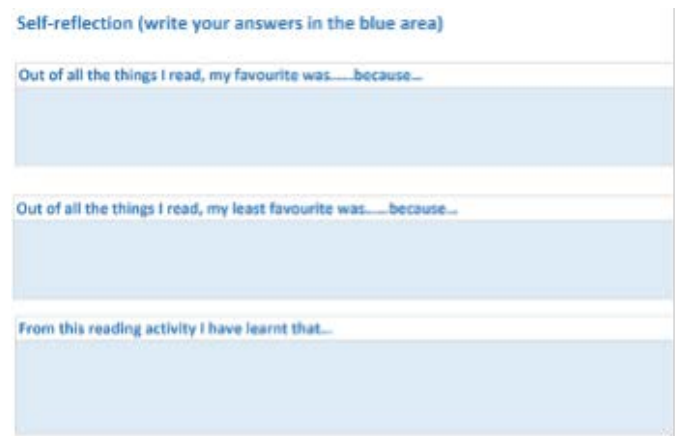 Self-reflection (write your answers in the blue area)
Out of all the things I read, my favourite was......because...
Out of all the things I read, my least favourite was......because...
From this reading activity I have learnt that...